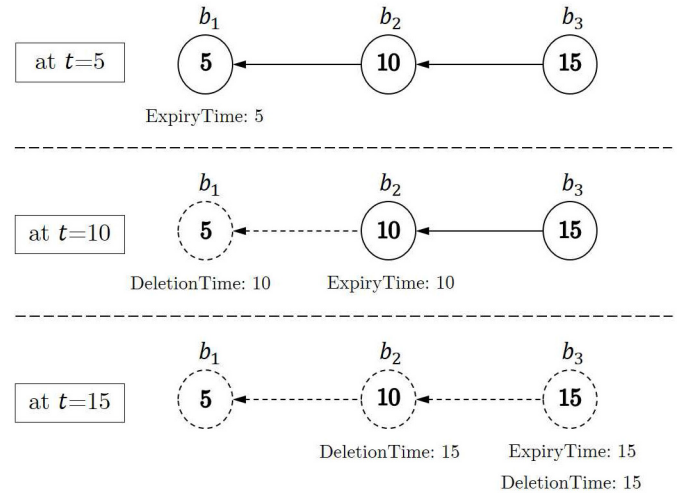 b1 b2 b3
at t=5 5 10 15
ExpiryTime: 5
b1 b2 b3
at t=10 5 10 15
DeletionTime: 10 ExpiryTime: 10
b1 b2 b3
at t=15 5 10 15
DeletionTime: 15 ExpiryTime: 15
DeletionTime: 15